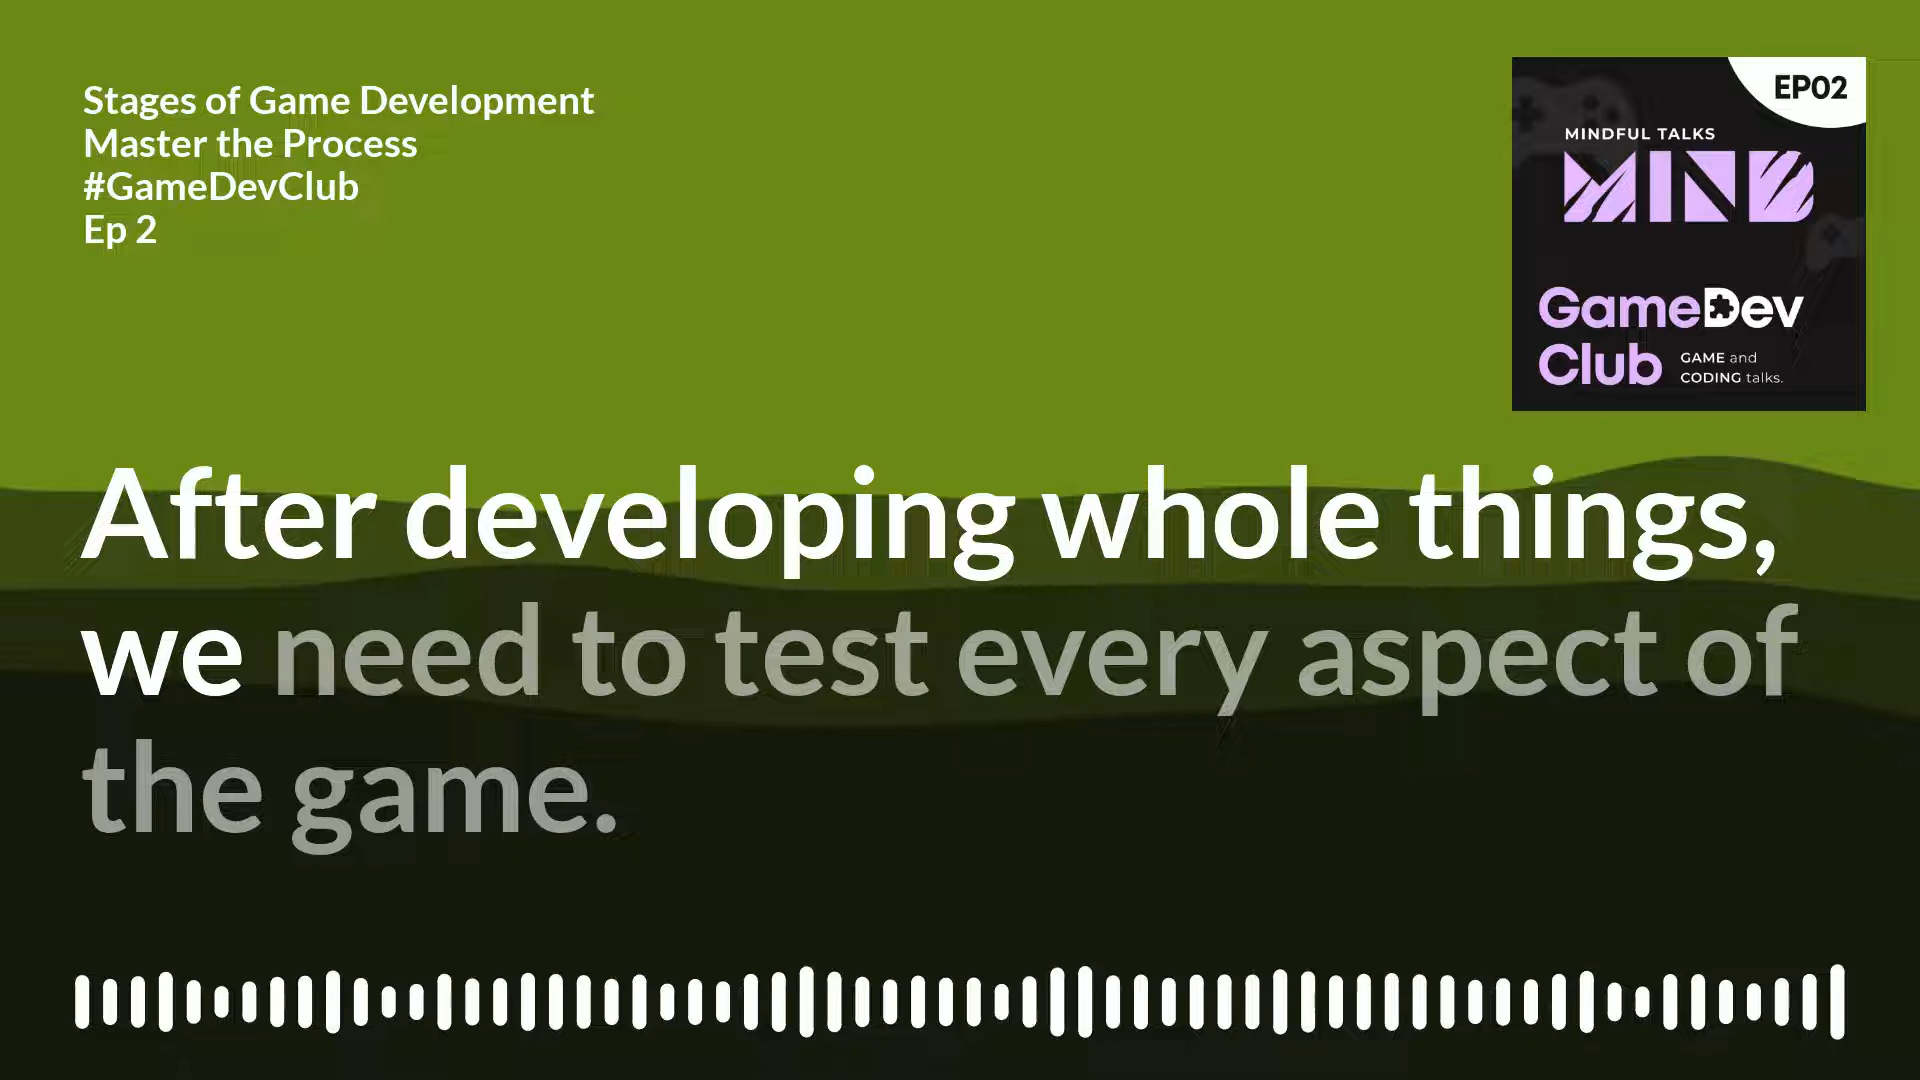 Stages of Game Development
Master the Process
#GameDevClub
Ep 2
EP02
MINDFUL TALKS
MIND
GameDev
Club
GAME and
CODING talks.
After developing whole things,
we need to test every aspect of
the game.